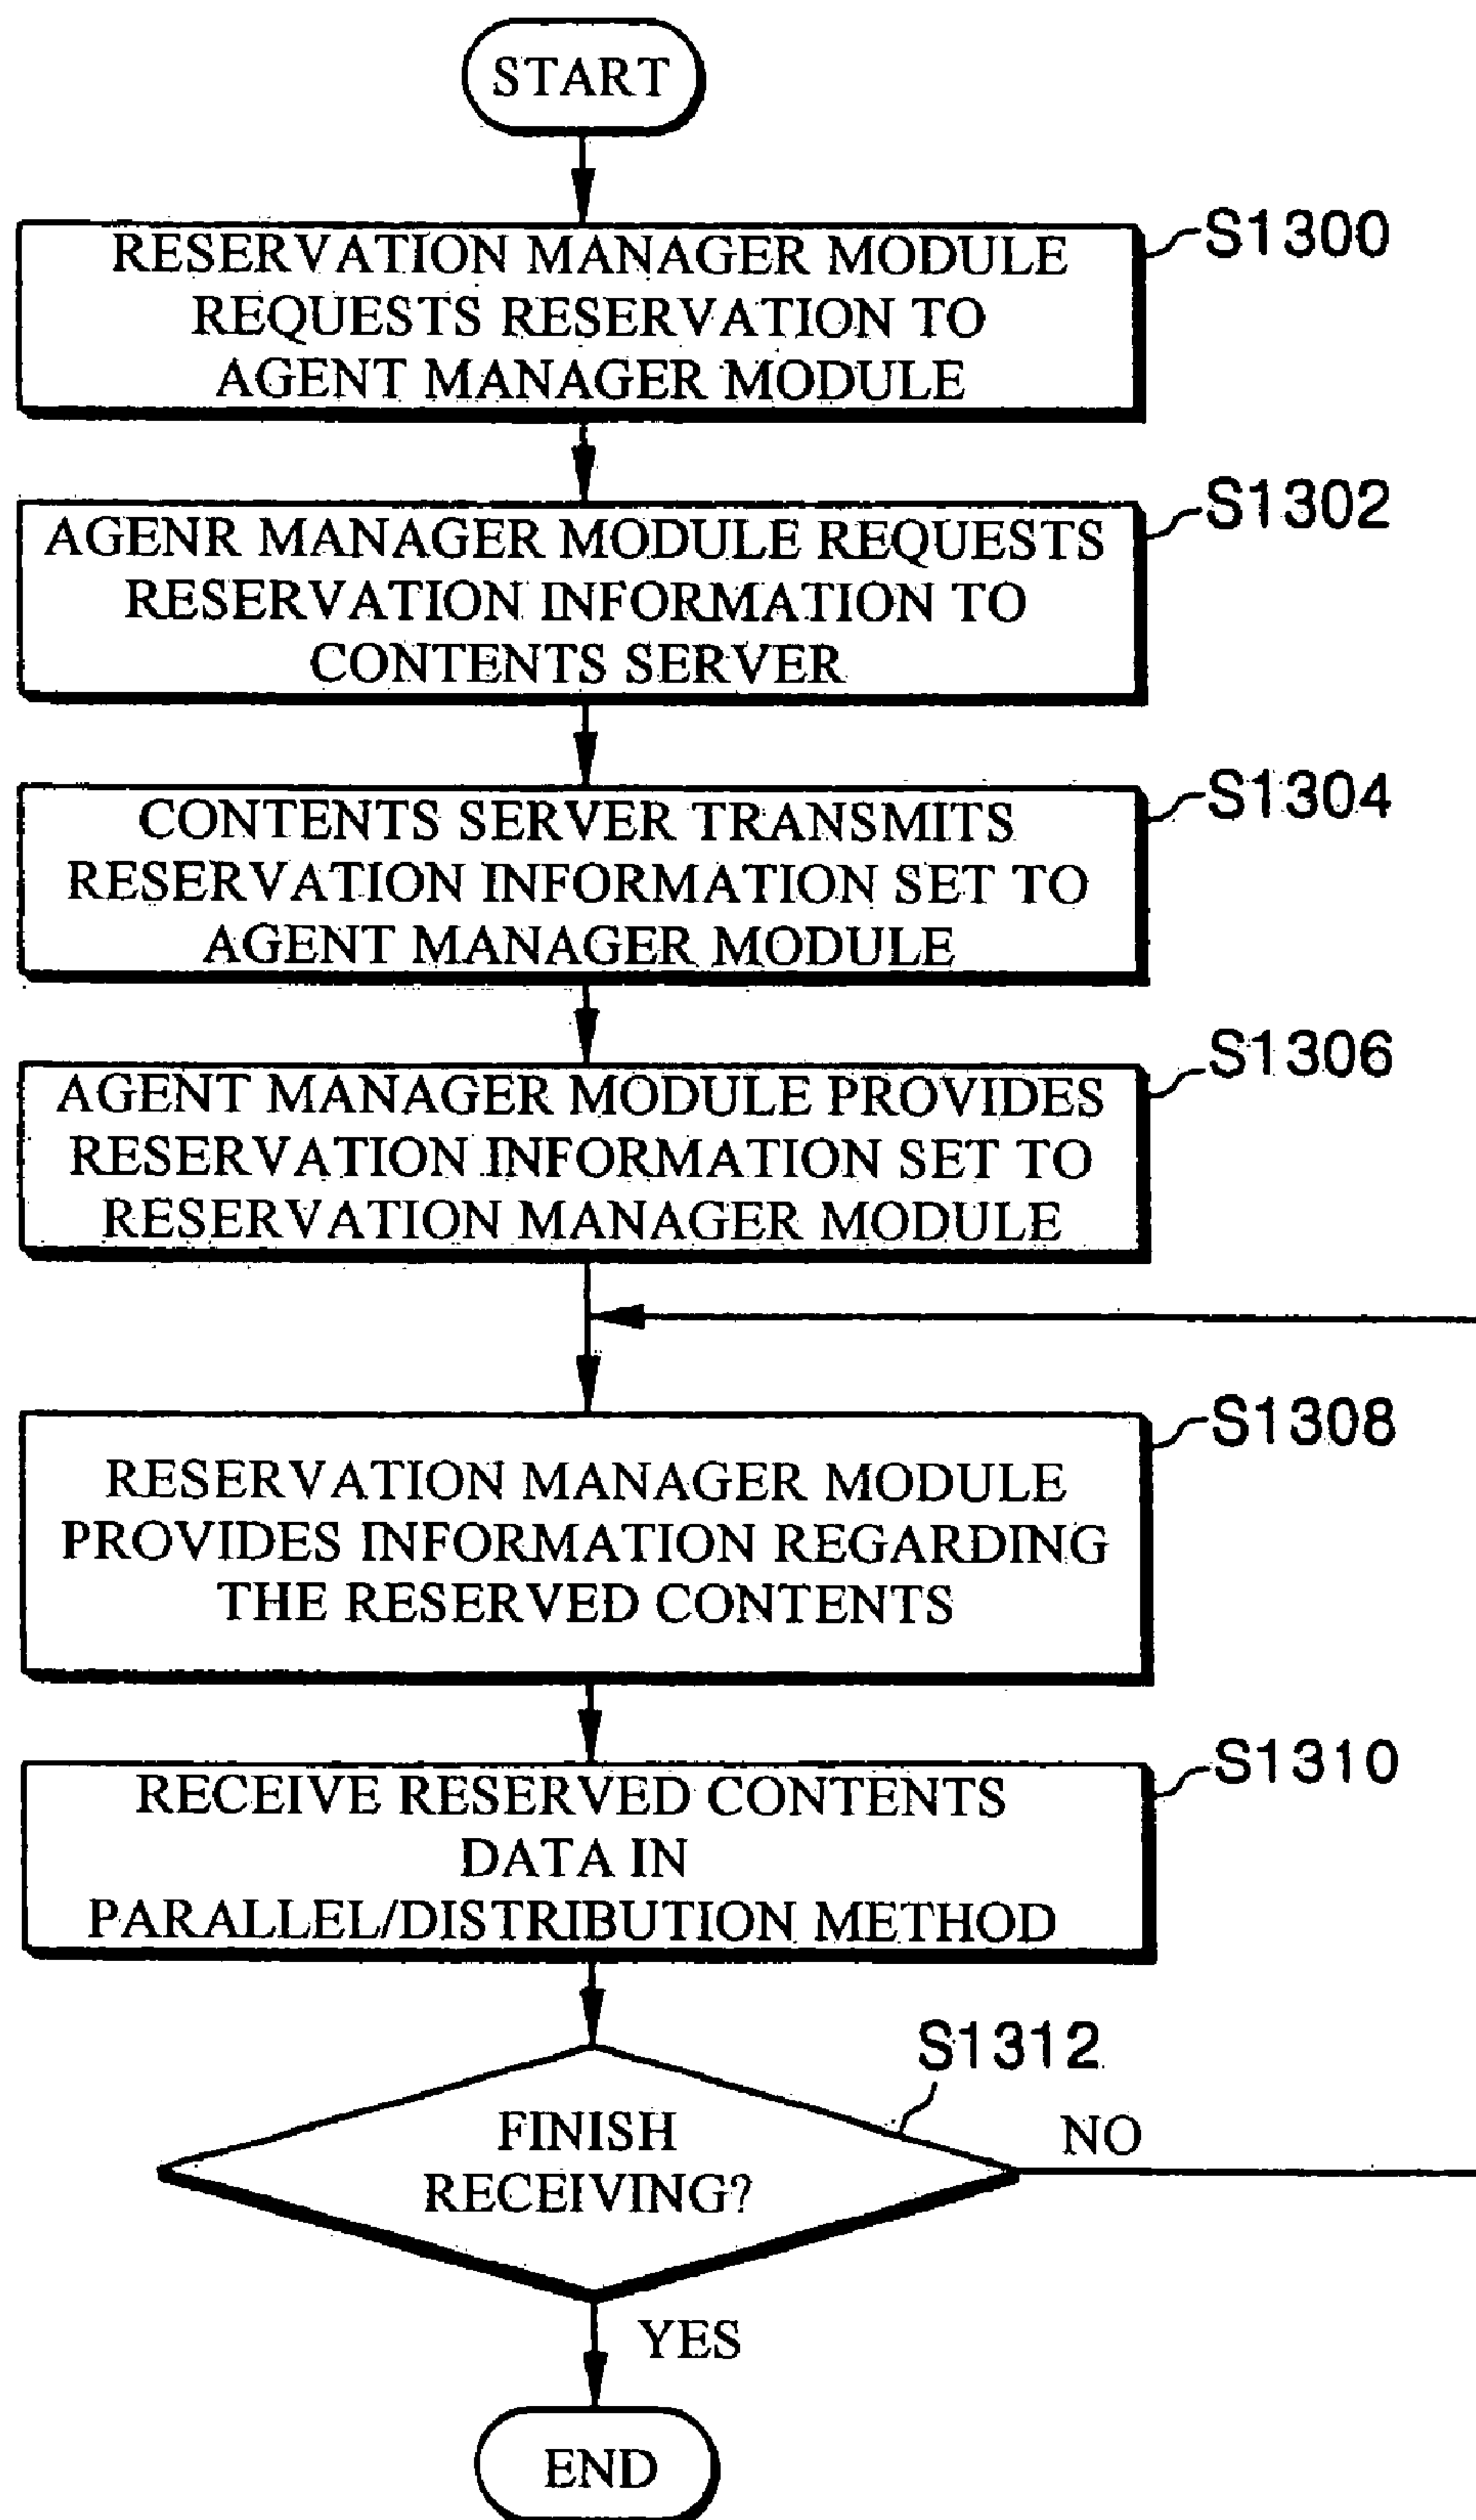 START
S1300
RESERVATION MANAGER MODULE
REQUESTS RESERVATION TO
AGENT MANAGER MODULE
S1302
AGENR MANAGER MODULE REQUESTS
RESERVATION INFORMATION TO
CONTENTS SERVER
S1304
CONTENTS SERVER TRANSMITS
RESERVATION INFORMATION SET TO
AGENT MANAGER MODULE
S1306
AGENT MANAGER MODULE PROVIDES
RESERVATION INFORMATION SET TO
RESERVATION MANAGER MODULE
S1308
RESERVATION MANAGER MODULE
PROVIDES INFORMATION REGARDING
THE RESERVED CONTENTS
S1310
RECEIVE RESERVED CONTENTS
DATA IN
PARALLEL/DISTRIBUTION METHOD
S1312
FINISH
RECEIVING?
NO
YES
END